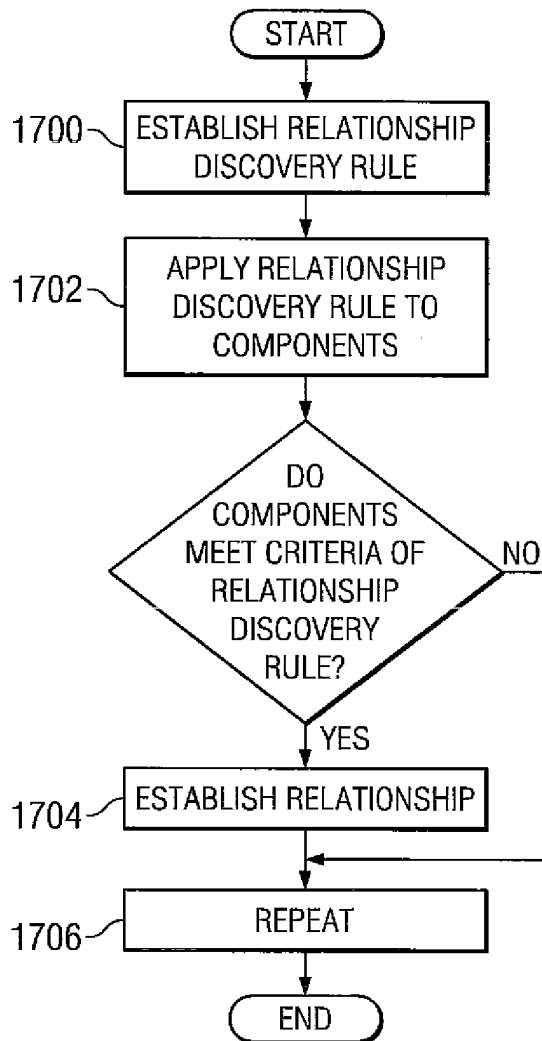 START
1700
ESTABLISH RELATIONSHIP
DISCOVERY RULE
1702
APPLY RELATIONSHIP
DISCOVERY RULE TO
COMPONENTS
DO
COMPONENTS
MEET CRITERIA OF
RELATIONSHIP
DISCOVERY
RULE?
NO
YES
1704
ESTABLISH RELATIONSHIP
1706
REPEAT
END